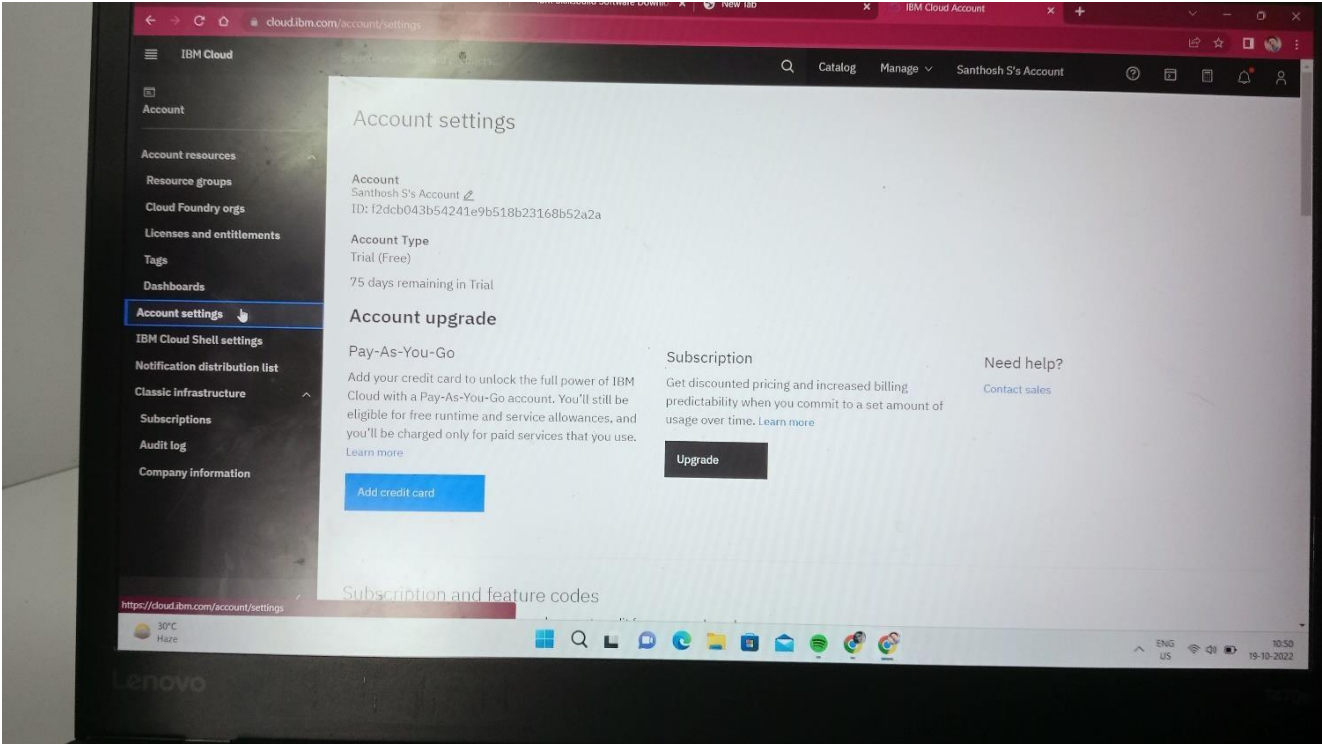 IBM Skillsbuild Software Downlo
New Tab
IBM Cloud Account
cloud.ibm.com/account/settings
IBM Cloud
Catalog
Manage
Santhosh S's Account
Account
Account resources
Resource groups
Cloud Foundry orgs
Licenses and entitlements
Tags
Dashboards
Account settings
IBM Cloud Shell settings
Notification distribution list
Classic infrastructure
Subscriptions
Audit log
Company information
Account settings
Account
Santhosh S's Account
ID: f2dcb043b54241e9b518b23168b52a2a
Account Type
Trial (Free)
75 days remaining in Trial
Account upgrade
Pay-As-You-Go
Add your credit card to unlock the full power of IBM
Cloud with a Pay-As-You-Go account. You'll still be
eligible for free runtime and service allowances, and
you'll be charged only for paid services that you use.
Learn more
Add credit card
Subscription
Get discounted pricing and increased billing
predictability when you commit to a set amount of
usage over time. Learn more
Upgrade
Need help?
Contact sales
Subscription and feature codes
https://cloud.ibm.com/account/settings
30°C
Haze
ENG
US
10:50
19-10-2022
Lenovo